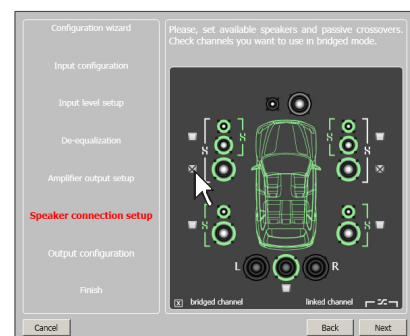 Configuration wizard
Input configuration
Input level setup
De-equalization
Amplifier output setup
Speaker connection setup
Output configuration
Finish
Please, set available speakers and passive crossovers.
Check channels you want to use in bridged mode.
L R
x bridged channel linked channel
Cancel Back Next